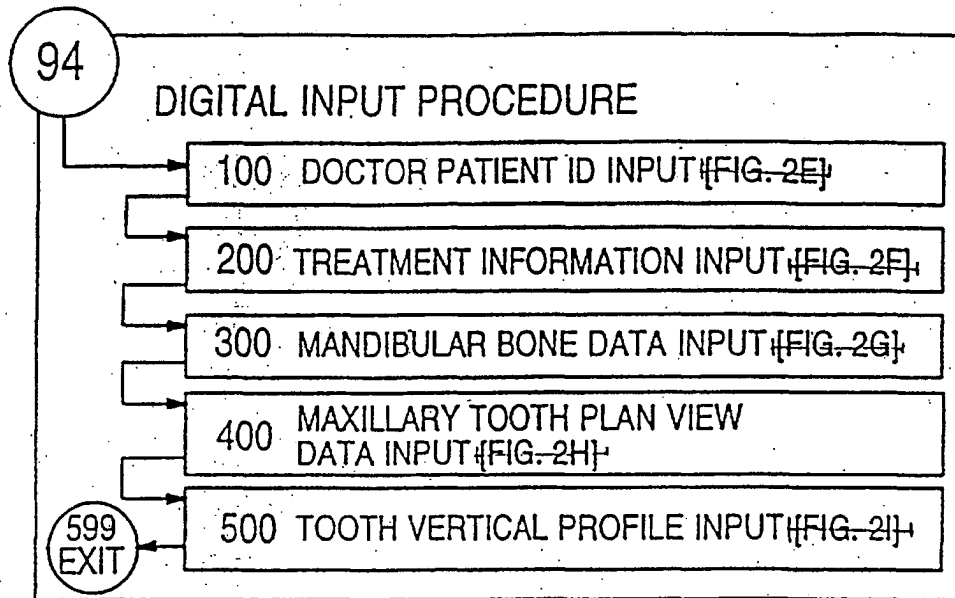 94
DIGITAL INPUT PROCEDURE
100 DOCTOR PATIENT ID INPUT [FIG. 2E]
200 TREATMENT INFORMATION INPUT [FIG. 2F]
300 MANDIBULAR BONE DATA INPUT [FIG. 2G]
400 MAXILLARY TOOTH PLAN VIEW
DATA INPUT [FIG. 2H]
500 TOOTH VERTICAL PROFILE INPUT [FIG. 2I]
599
EXIT